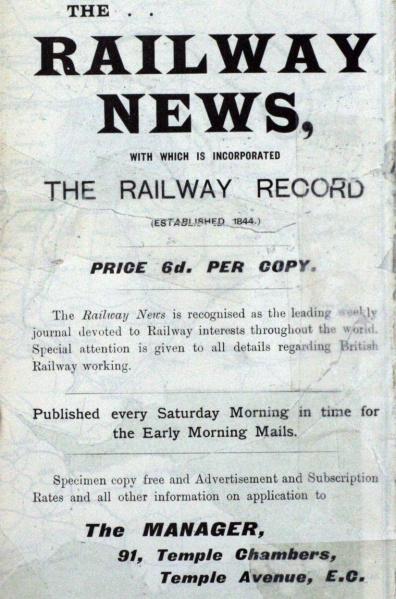 THE . .
RAILWAY
NEWS,
WITH WHICH IS INCORPORATED
THE RAILWAY RECORD
(ESTABLISHED 1844.)
PRICE 6d. PER COPY.
The Railway News is recognised as the leading weekly
journal devoted to Railway interests throughout the world.
Special attention is given to all details regarding British
Railway working.
Published every Saturday Morning in time for
the Early Morning Mails.
Specimen copy free and Advertisement and Subscription
Rates and all other information on application to
The MANAGER,
91, Temple Chambers,
Temple Avenue, E.C.